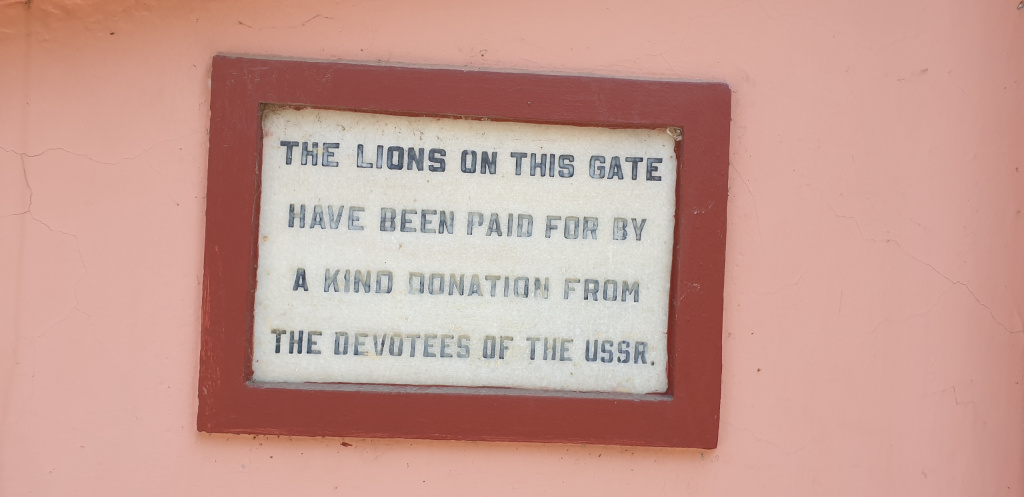 THE LIONS ON THIS GATE
HAVE BEEN PAID FOR BY
A KIND DONATION FROM
THE DEVOTEES OF THE USSR.